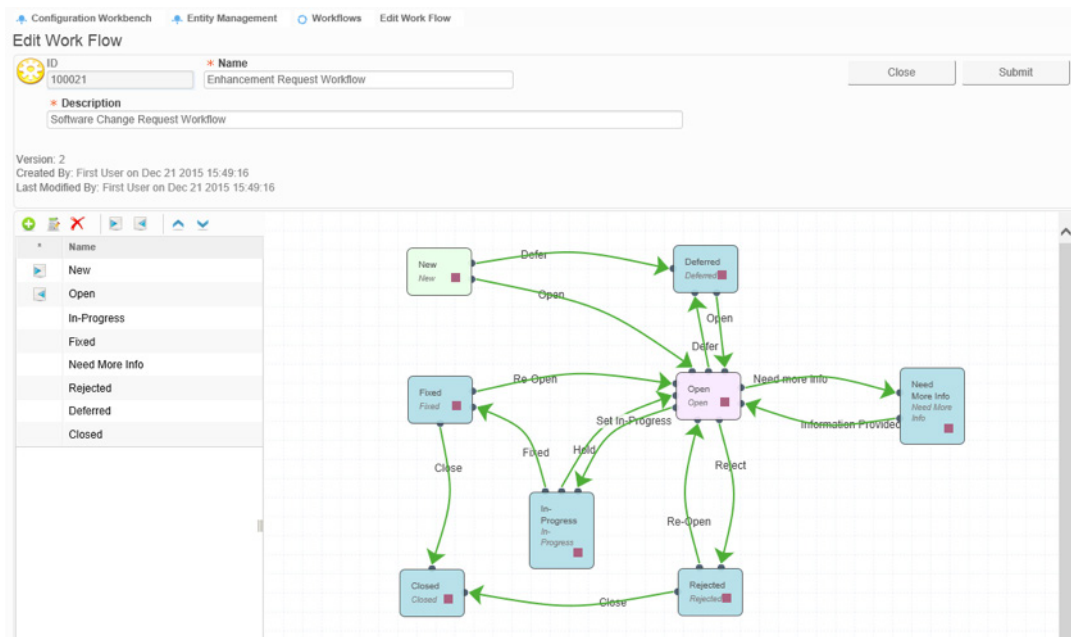 Configuration Workbench Entity Management Workflows Edit Work Flow
Edit Work Flow
ID * Name
100021 Enhancement Request Workflow Close Submit
* Description
Software Change Request Workflow
Version: 2
Created By: First User on Dec 21 2015 15:49:16
Last Modified By: First User on Dec 21 2015 15:49:16
* Name
New
Open
In-Progress
Fixed
Need More Info
Rejected
Deferred
Closed
New
New
Defer
Deferred
Deferred
Open
Open
Defer
Fixed
Fixed
Re-Open
Open
Open
Need more info
Need
More Info
Need More
Info
Information Provided
Set In-Progress
Fixed
Hold
Close
Reject
In-
Progress
In-
Progress
Re-Open
Closed
Closed
Close
Rejected
Rejected